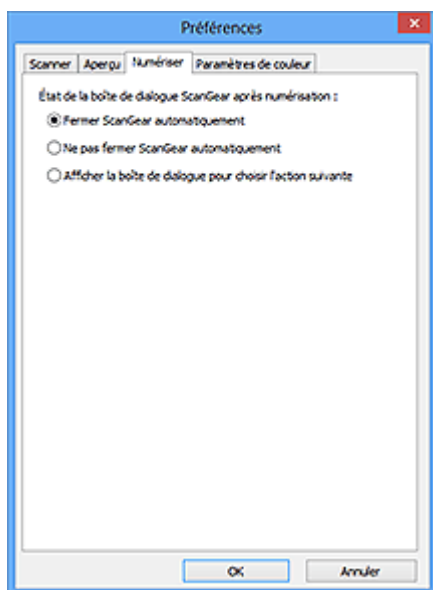 Préférences
Scanner Aperçu Numériser Paramètres de couleur
État de la boîte de dialogue ScanGear après numérisation :
Fermer ScanGear automatiquement
Ne pas fermer ScanGear automatiquement
Afficher la boîte de dialogue pour choisir l'action suivante
OK Annuler